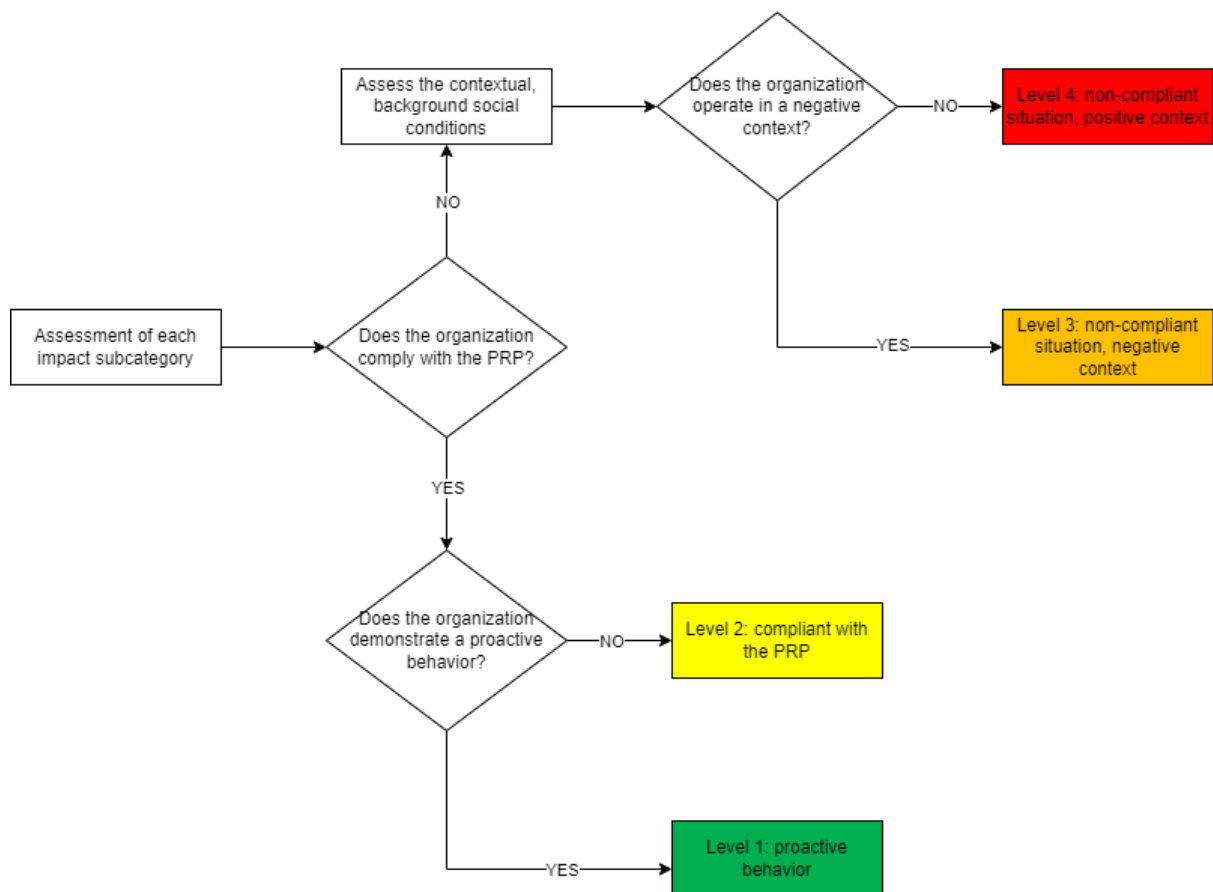 Assess the contextual,
background social
conditions
Does the organization
operate in a negative
context?
NO
Level 4: non-compliant
situation, positive context
NO
Assessment of each
impact subcategory
Does the organization
comply with the PRP?
YES
Level 3: non-compliant
situation, negative
context
YES
Does the organization
demonstrate a proactive
behavior?
NO
Level 2: compliant with
the PRP
YES
Level 1: proactive
behavior